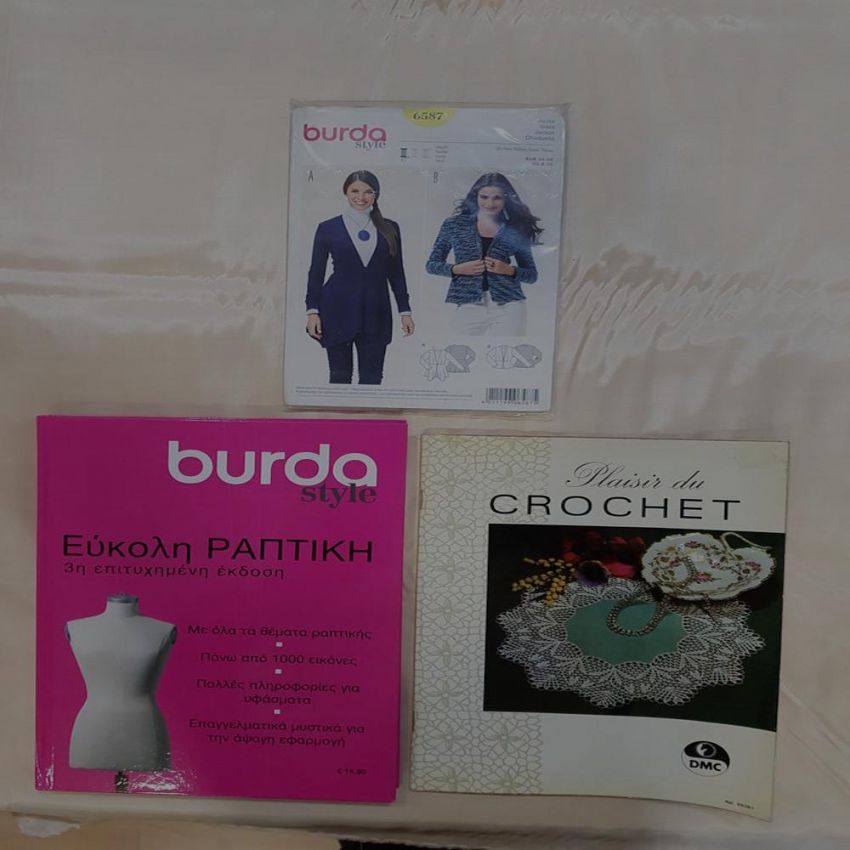 6587
burda
style
A
B
burda
style
Εύκολη ΡΑΠΤΙΚΗ
3η επιτυχημένη έκδοση
Με όλα τα θέματα ραπτικής
Πάνω από 1000 εικόνες
Πολλές πληροφορίες για
υφάσματα
Επαγγελματικά μυστικά για
την άψογη εφαρμογή
Plaisir du
CROCHET
DMC